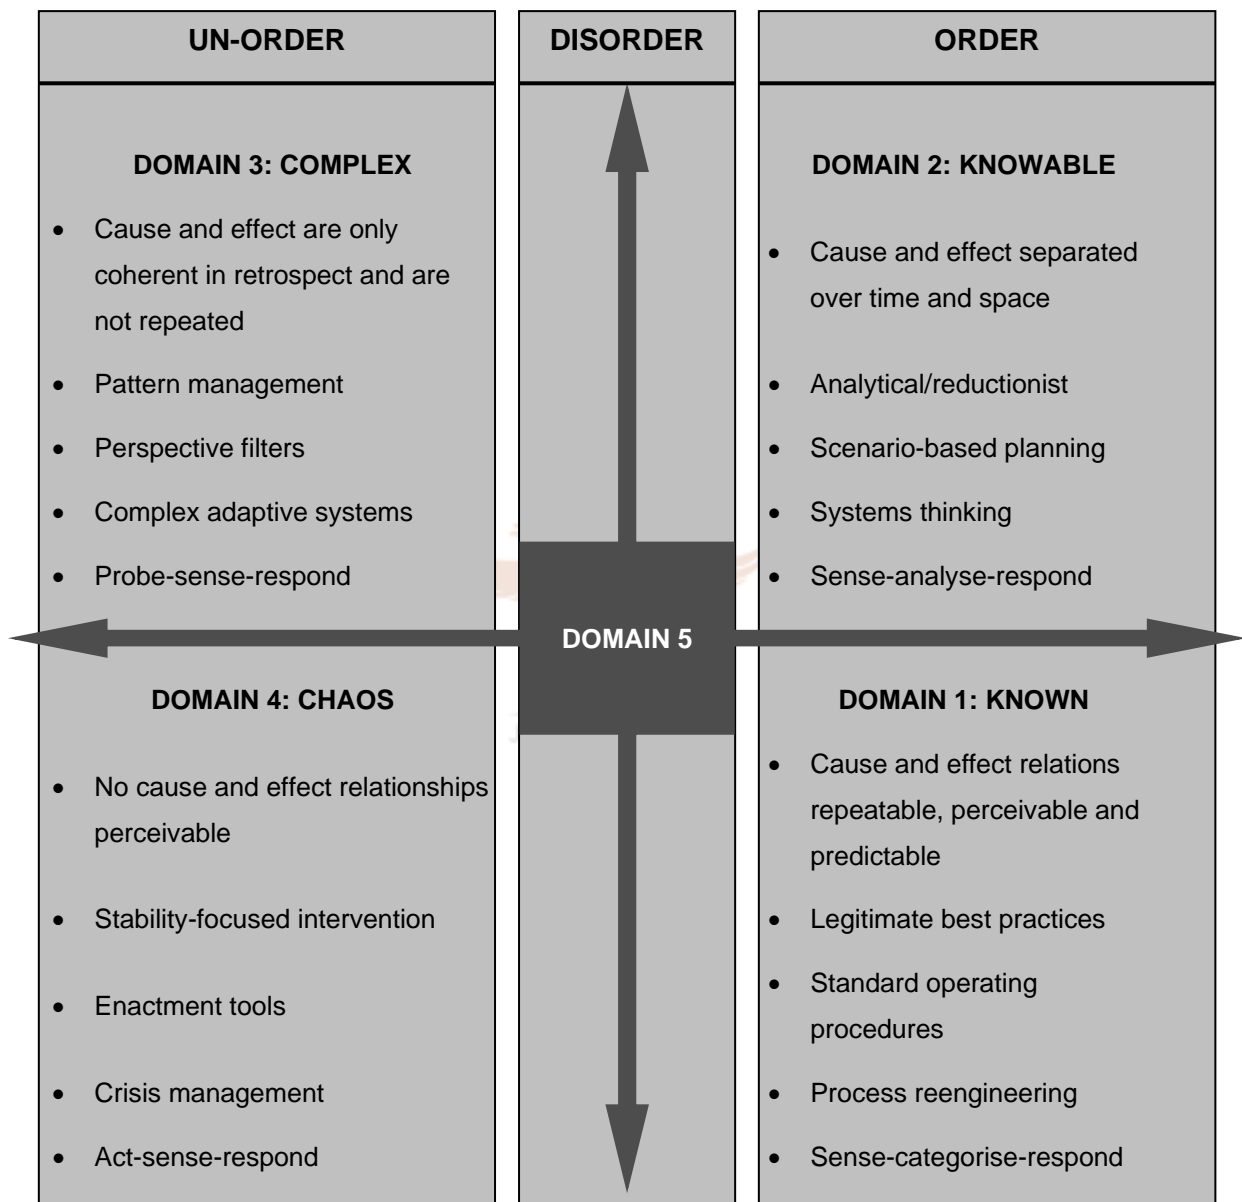 UN-ORDER
DISORDER
ORDER
DOMAIN 3: COMPLEX
• Cause and effect are only
coherent in retrospect and are
not repeated
• Pattern management
• Perspective filters
• Complex adaptive systems
• Probe-sense-respond
DOMAIN 2: KNOWABLE
• Cause and effect separated
over time and space
• Analytical/reductionist
• Scenario-based planning
• Systems thinking
• Sense-analyse-respond
DOMAIN 5
DOMAIN 4: CHAOS
• No cause and effect relationships
perceivable
• Stability-focused intervention
• Enactment tools
• Crisis management
• Act-sense-respond
DOMAIN 1: KNOWN
• Cause and effect relations
repeatable, perceivable and
predictable
• Legitimate best practices
• Standard operating
procedures
• Process reengineering
• Sense-categorise-respond